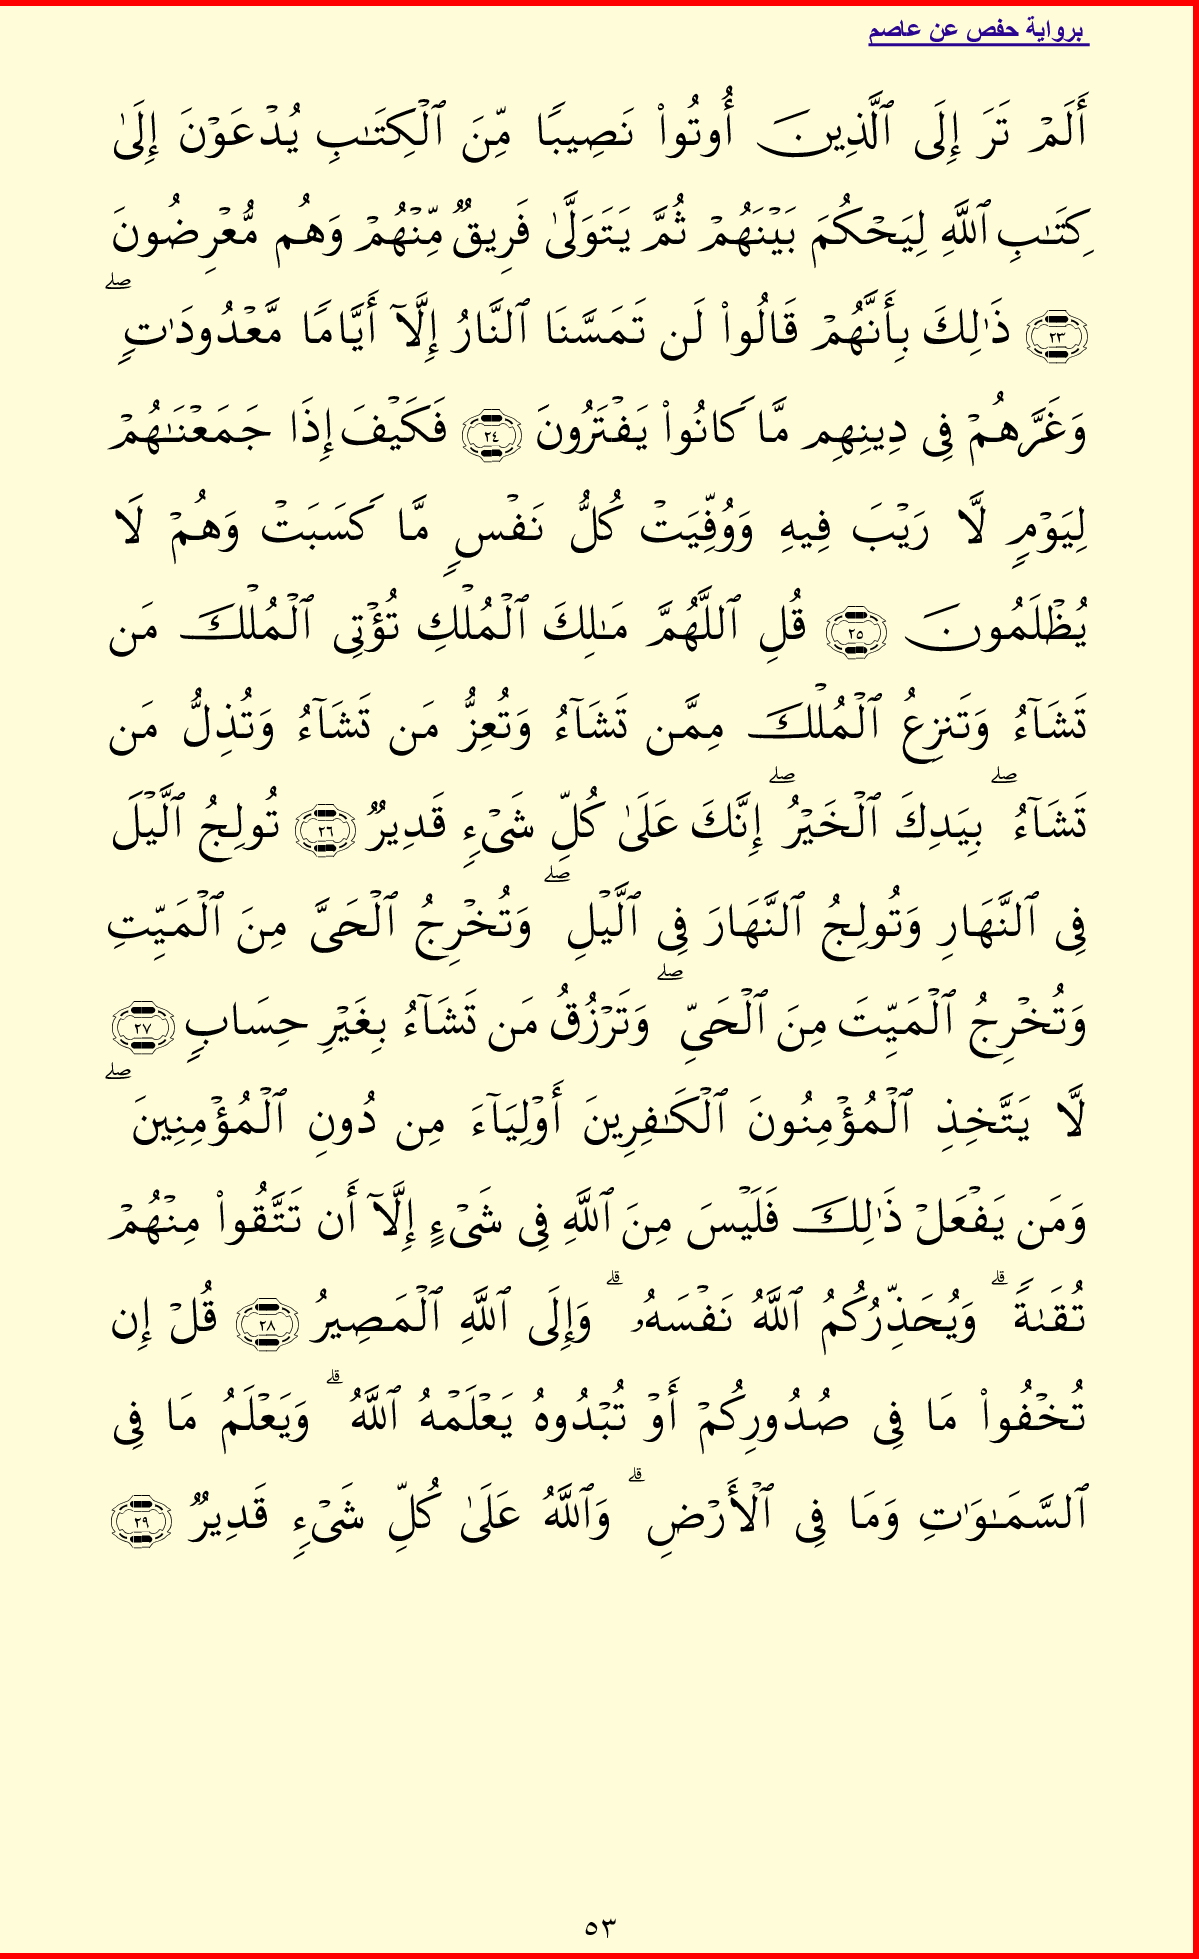 برواية حفص عن عاصم
أَلَمۡ تَرَ إِلَى ٱلَّذِينَ أُوتُواْ نَصِيبٗا مِّنَ ٱلۡكِتَٰبِ يُدۡعَوۡنَ إِلَىٰ
كِتَٰبِ ٱللَّهِ لِيَحۡكُمَ بَيۡنَهُمۡ ثُمَّ يَتَوَلَّىٰ فَرِيقٞ مِّنۡهُمۡ وَهُم مُّعۡرِضُونَ
٢٣ ذَٰلِكَ بِأَنَّهُمۡ قَالُواْ لَن تَمَسَّنَا ٱلنَّارُ إِلَّآ أَيَّامٗا مَّعۡدُودَٰتٖۖ
وَغَرَّهُمۡ فِي دِينِهِم مَّا كَانُواْ يَفۡتَرُونَ ٢٤ فَكَيۡفَ إِذَا جَمَعۡنَٰهُمۡ
لِيَوۡمٖ لَّا رَيۡبَ فِيهِ وَوُفِّيَتۡ كُلُّ نَفۡسٖ مَّا كَسَبَتۡ وَهُمۡ لَا
يُظۡلَمُونَ ٢٥ قُلِ ٱللَّهُمَّ مَٰلِكَ ٱلۡمُلۡكِ تُؤۡتِي ٱلۡمُلۡكَ مَن
تَشَآءُ وَتَنزِعُ ٱلۡمُلۡكَ مِمَّن تَشَآءُ وَتُعِزُّ مَن تَشَآءُ وَتُذِلُّ مَن
تَشَآءُۖ بِيَدِكَ ٱلۡخَيۡرُۖ إِنَّكَ عَلَىٰ كُلِّ شَيۡءٖ قَدِيرٞ ٢٦ تُولِجُ ٱلَّيۡلَ
فِي ٱلنَّهَارِ وَتُولِجُ ٱلنَّهَارَ فِي ٱلَّيۡلِۖ وَتُخۡرِجُ ٱلۡحَيَّ مِنَ ٱلۡمَيِّتِ
وَتُخۡرِجُ ٱلۡمَيِّتَ مِنَ ٱلۡحَيِّۖ وَتَرۡزُقُ مَن تَشَآءُ بِغَيۡرِ حِسَابٖ ٢٧
لَّا يَتَّخِذِ ٱلۡمُؤۡمِنُونَ ٱلۡكَٰفِرِينَ أَوۡلِيَآءَ مِن دُونِ ٱلۡمُؤۡمِنِينَۖ
وَمَن يَفۡعَلۡ ذَٰلِكَ فَلَيۡسَ مِنَ ٱللَّهِ فِي شَيۡءٍ إِلَّآ أَن تَتَّقُواْ مِنۡهُمۡ
تُقَىٰةٗۗ وَيُحَذِّرُكُمُ ٱللَّهُ نَفۡسَهُۥۗ وَإِلَى ٱللَّهِ ٱلۡمَصِيرُ ٢٨ قُلۡ إِن
تُخۡفُواْ مَا فِي صُدُورِكُمۡ أَوۡ تُبۡدُوهُ يَعۡلَمۡهُ ٱللَّهُۗ وَيَعۡلَمُ مَا فِي
ٱلسَّمَٰوَٰتِ وَمَا فِي ٱلۡأَرۡضِۗ وَٱللَّهُ عَلَىٰ كُلِّ شَيۡءٖ قَدِيرٞ ٢٩
٥٣